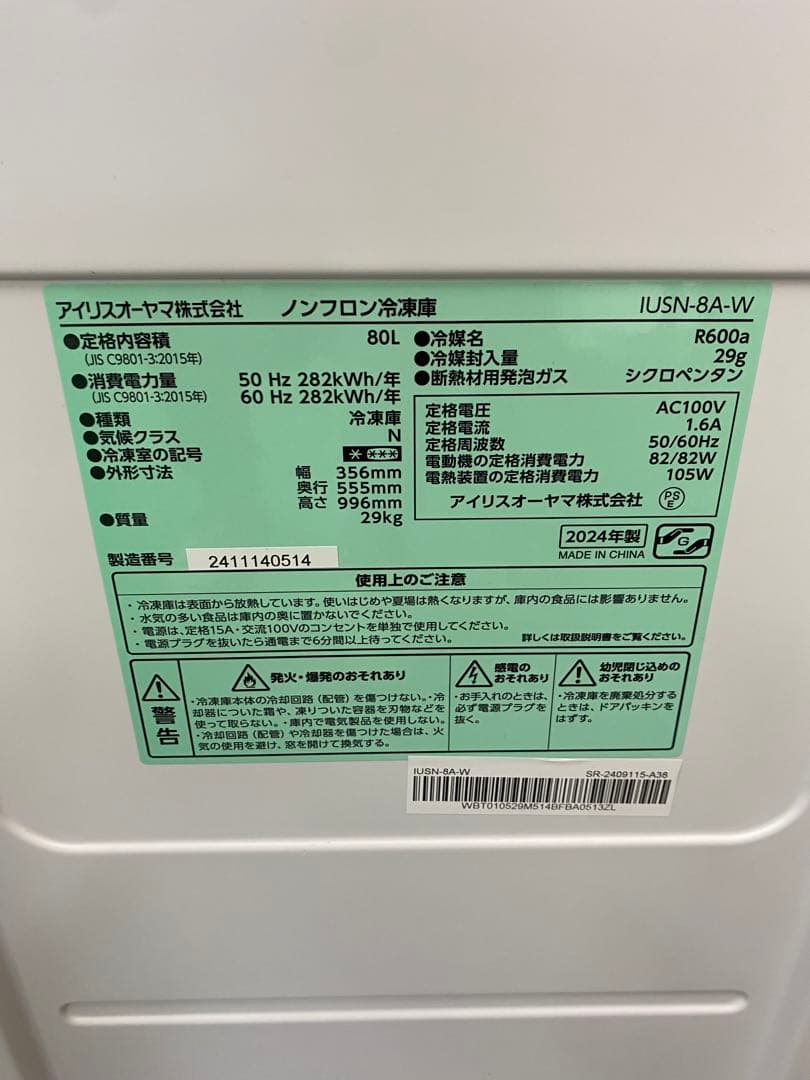 アイリスオーヤマ株式会社 ノンフロン冷凍庫 IUSN-8A-W
●定格内容積 80L
(JIS C9801-3:2015年)
●消費電力量 50 Hz 282kWh/年
(JIS C9801-3:2015年) 60 Hz 282kWh/年
●種類 冷凍庫
●気候クラス N
●冷凍室の記号
●外形寸法 幅 356mm
奥行 555mm
高さ 996mm
●質量 29kg
●冷媒名 R600a
●冷媒封入量 29g
●断熱材用発泡ガス シクロペンタン
定格電圧 AC100V
定格電流 1.6A
定格周波数 50/60Hz
電動機の定格消費電力 82/82W
電熱装置の定格消費電力 105W
アイリスオーヤマ株式会社 PSE
2024年製
MADE IN CHINA
G
製造番号 2411140514
使用上のご注意
・冷凍庫は表面から放熱しています。使いはじめや夏場は熱くなりますが、庫内の食品には影響ありません。
・水気の多い食品は庫内の奥に置かないでください。
・電源は、定格15A・交流100Vのコンセントを単独で使用してください。
・電源プラグを抜いたら通電まで6分間以上待ってください。 詳しくは取扱説明書をご覧ください。
警告
発火・爆発のおそれあり
・冷凍庫本体の冷却回路（配管）を傷つけない。・冷
却器についた霜や、凍りついた容器を刃物などを
使って取らない。・庫内で電気製品を使用しない。
・冷却回路（配管）や冷却器を傷つけた場合は、火
気の使用を避け、窓を開けて換気する。
感電の
おそれあり
・お手入れのときは、
必ず電源プラグを
抜く。
幼児閉じ込めの
おそれあり
・冷凍庫を廃棄処分する
ときは、ドアパッキンを
はずす。
IUSN-8A-W SR-2409115-A38
WBT010529M514BFBA0513ZL